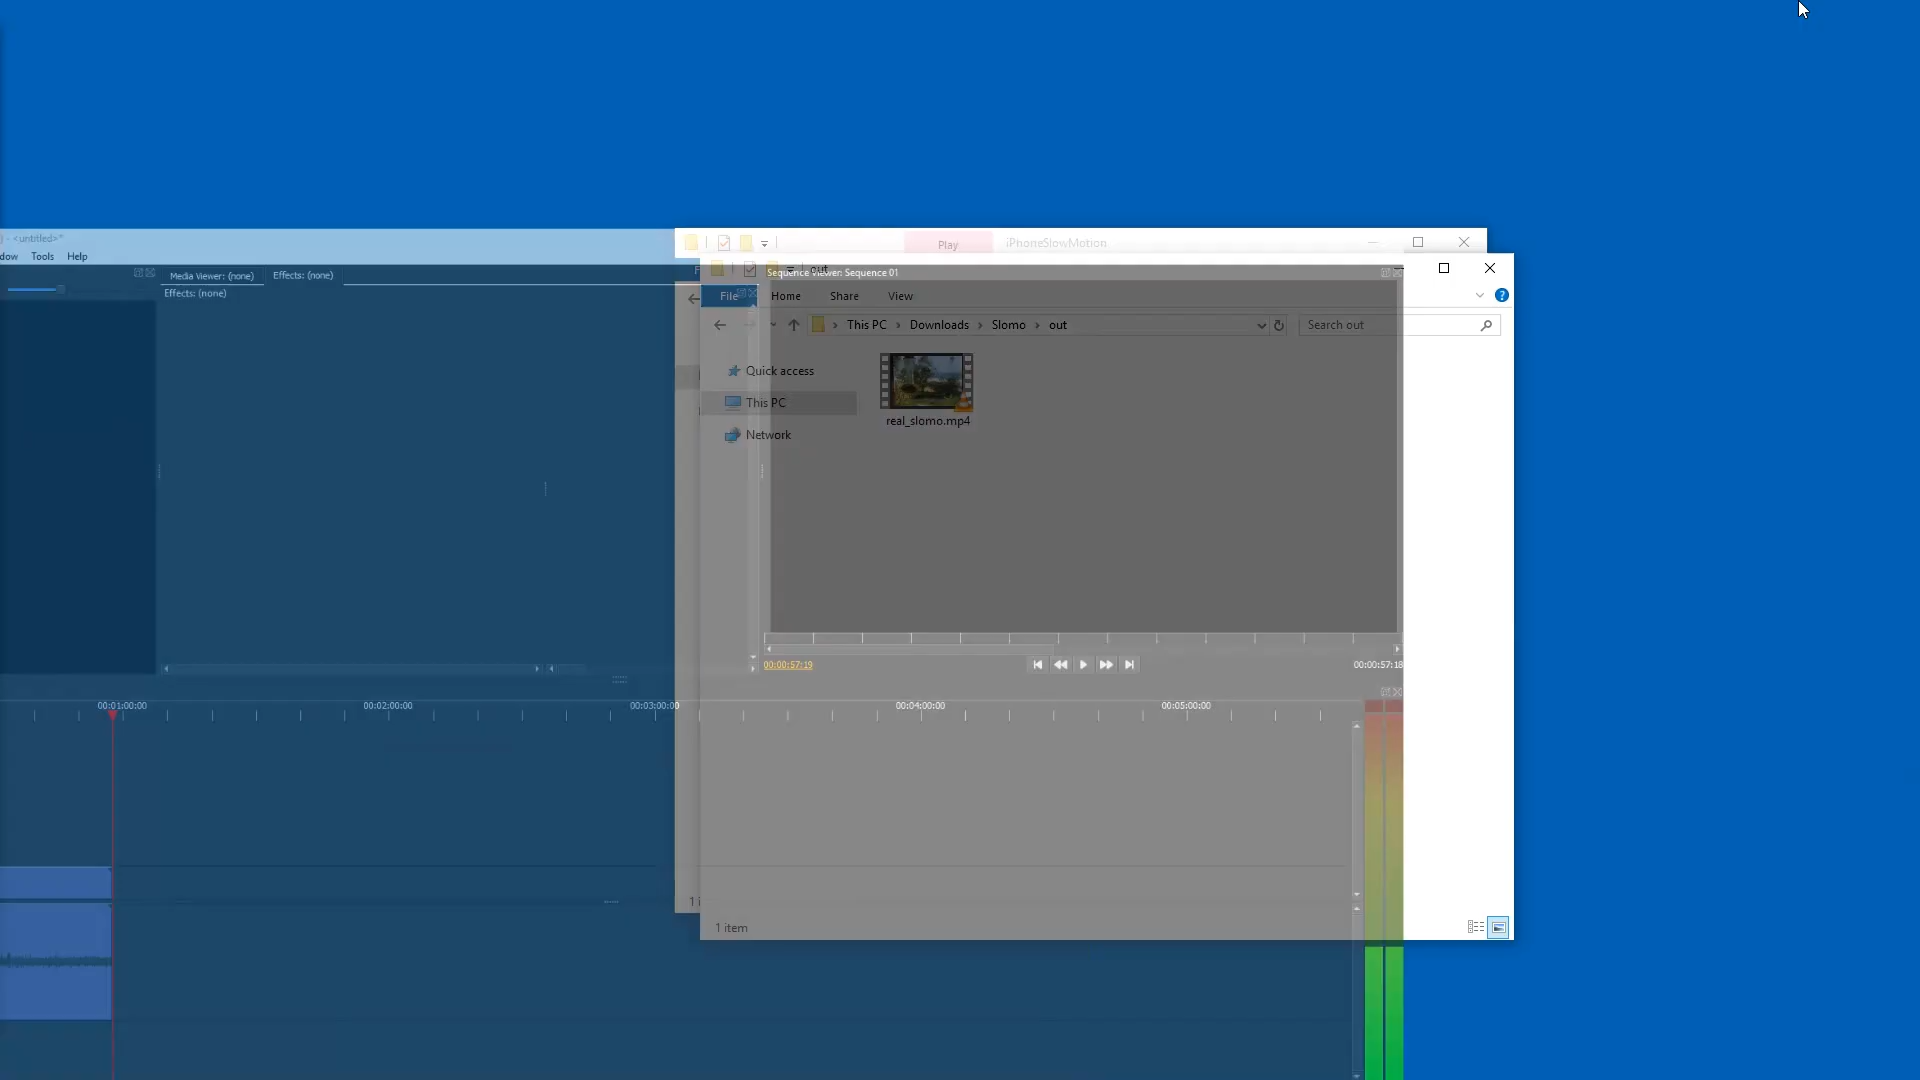 - <untitled>*
dow Tools Help
Play
iPhoneSlowMotion
out
Media Viewer: (none)
Effects: (none)
Effects: (none)
Sequence Viewer: Sequence 01
File
Home
Share
View
This PC
Downloads
Slomo
out
Search out
Quick access
This PC
Network
real_slomo.mp4
00:00:57:19
00:00:57:18
00:01:00:00
00:02:00:00
00:03:00:00
00:04:00:00
00:05:00:00
1 i
1 item